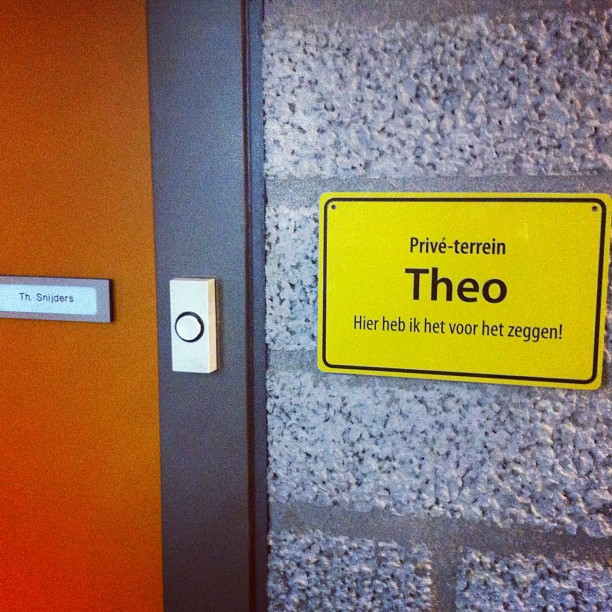 Th. Snijders
Privé-terrein
Theo
Hier heb ik het voor het zeggen!